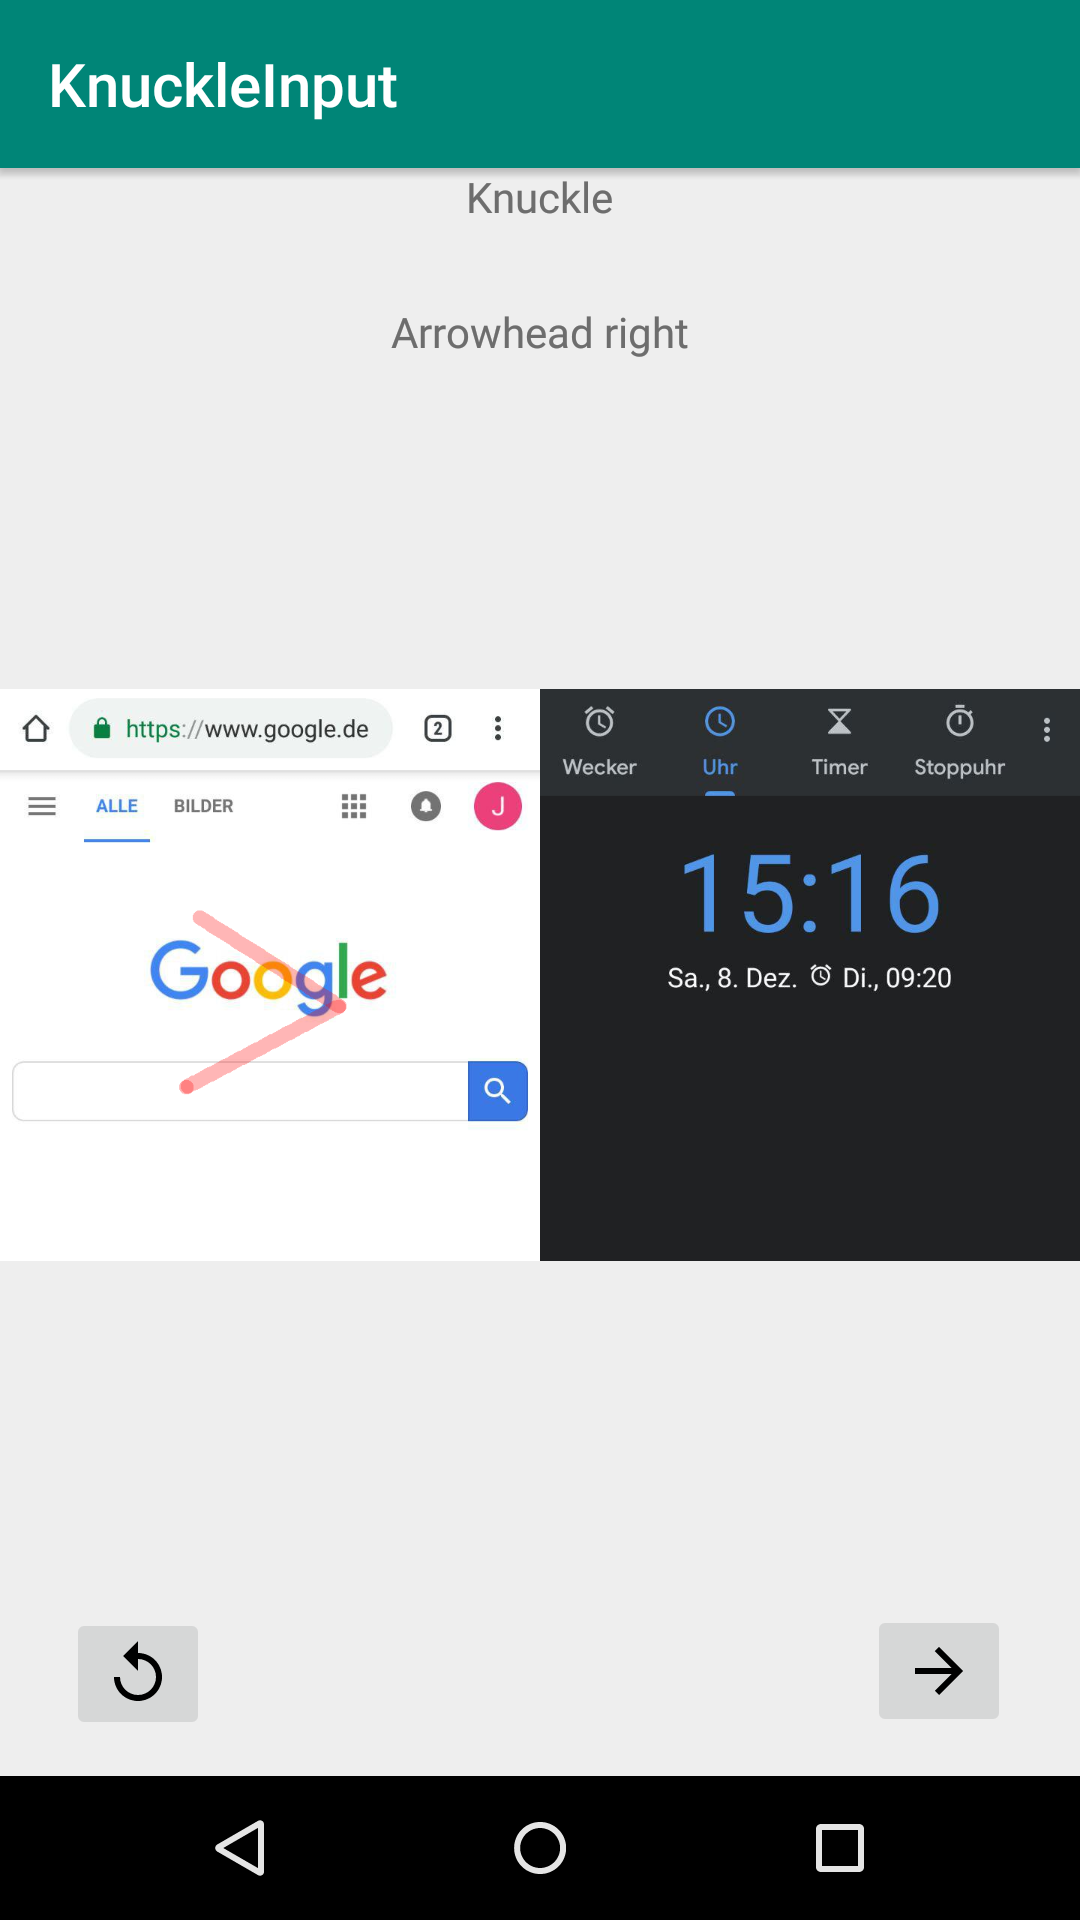 KnuckleInput
Knuckle
Arrowhead right
https://www.google.de
2
ALLE BILDER
J
Google
Wecker Uhr Timer Stoppuhr
15:16
Sa., 8. Dez. Di., 09:20